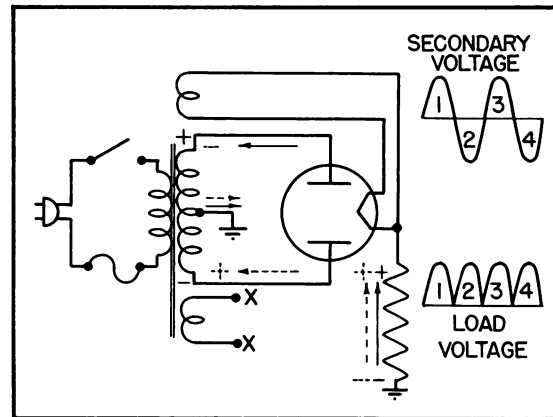 SECONDARY
VOLTAGE
1
3
2
4
+
-
-
+
-
+
+
-
X
X
1 2 3 4
LOAD
VOLTAGE